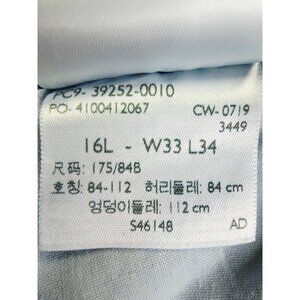 PC9- 39252-0010
PO- 4100412067 CW- 0719
3449
16L - W33 L34
尺码: 175/84B
호칭: 84-112 허리둘레: 84 cm
엉덩이둘레: 112 cm
S46148 AD